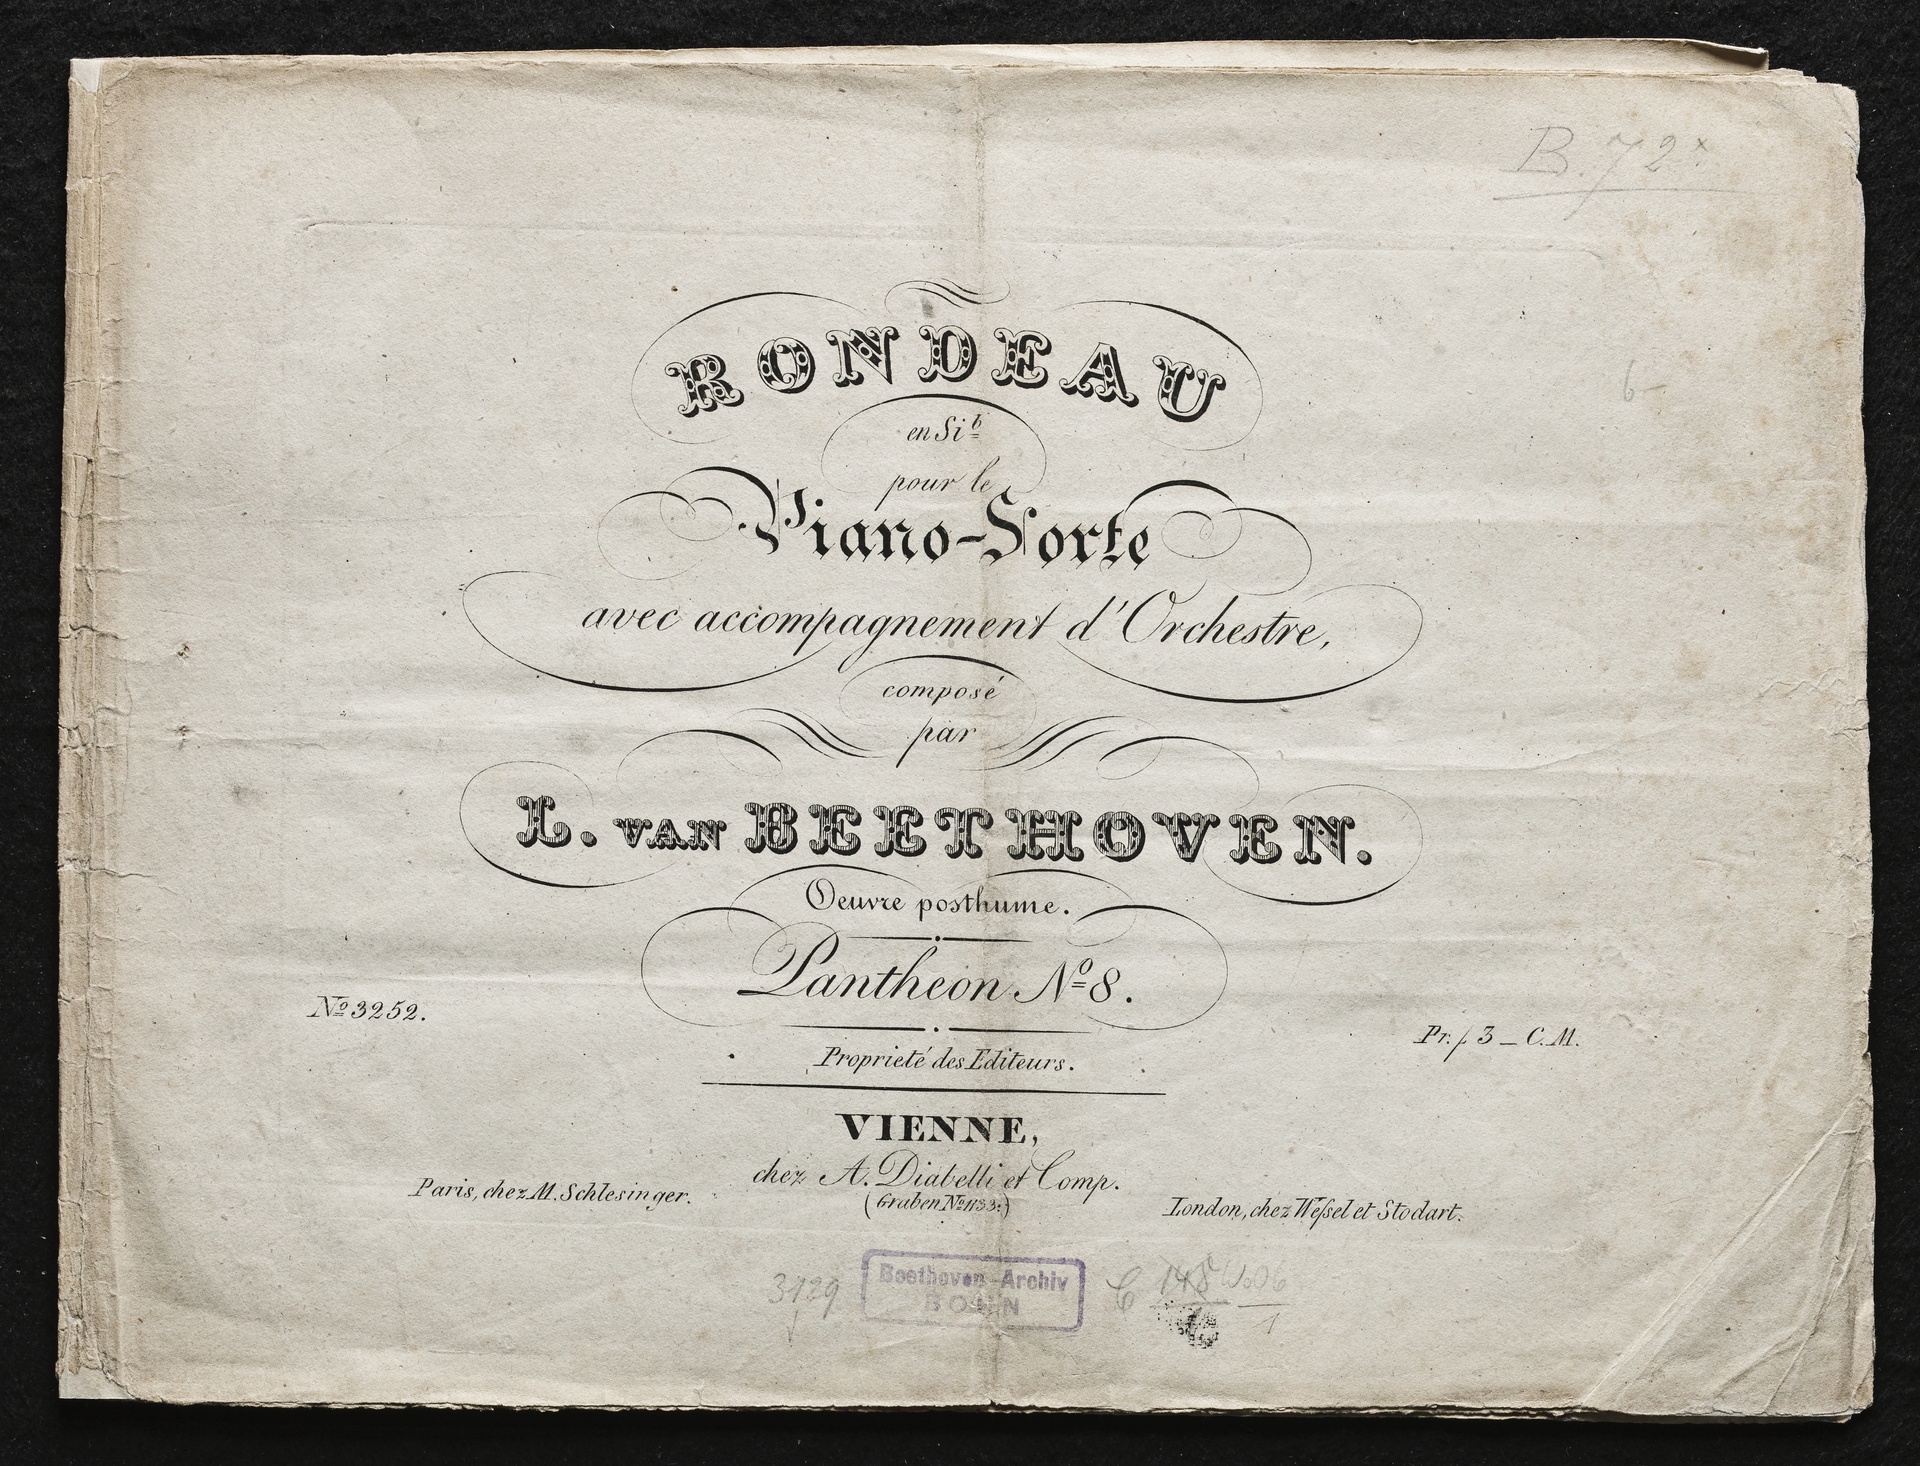 B. 72x
RONDEAU
en Si b
pour le
Piano-Forte
avec accompagnement d'Orchestre,
composé
par
L. VAN BEETHOVEN.
Oeuvre posthume.
Pantheon No 8.
No 3252.
Pr. f 3 _ C. M.
Proprieté des Editeurs.
VIENNE,
chez A. Diabelli et Comp.
(Graben No 1133.)
Paris, chez M. Schlesinger.
London, chez Weſsel et Stodart.
Beethoven-Archiv
BONN
3129
C